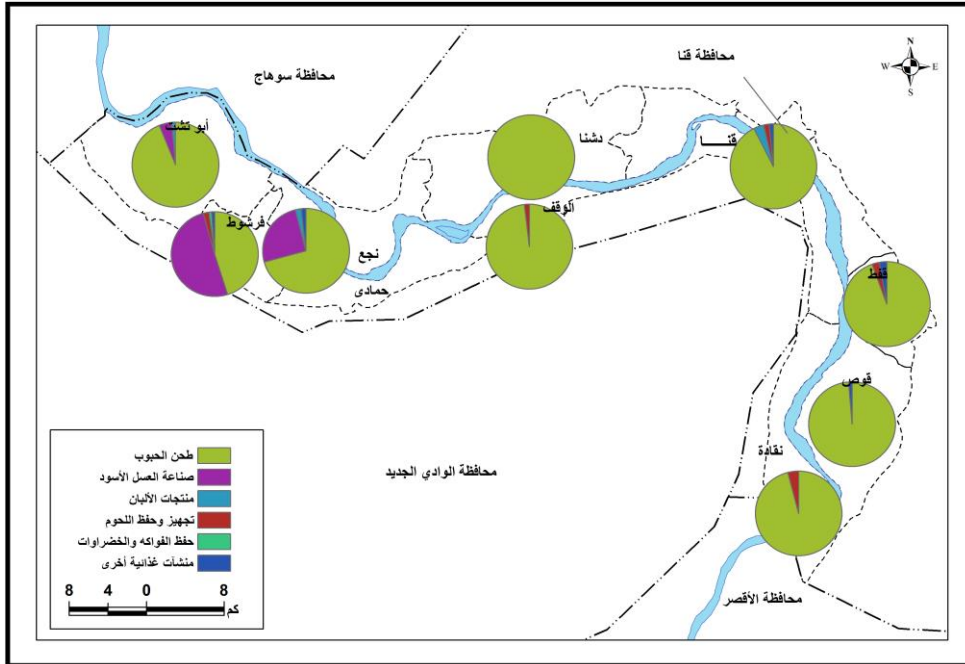 محافظة قنا
N
W E
S
محافظة سوهاج
أبو تشت
دشنا
قنــــــا
الوقف
فرشوط
نجع
حمادى
قفط
قوص
نقادة
محافظة الوادي الجديد
محافظة الأقصر
طحن الحبوب
صناعة العسل الأسود
منتجات الألبان
تجهيز وحفظ اللحوم
حفظ الفواكه والخضراوات
منشآت غذائية أخرى
8 4 0 8
كم